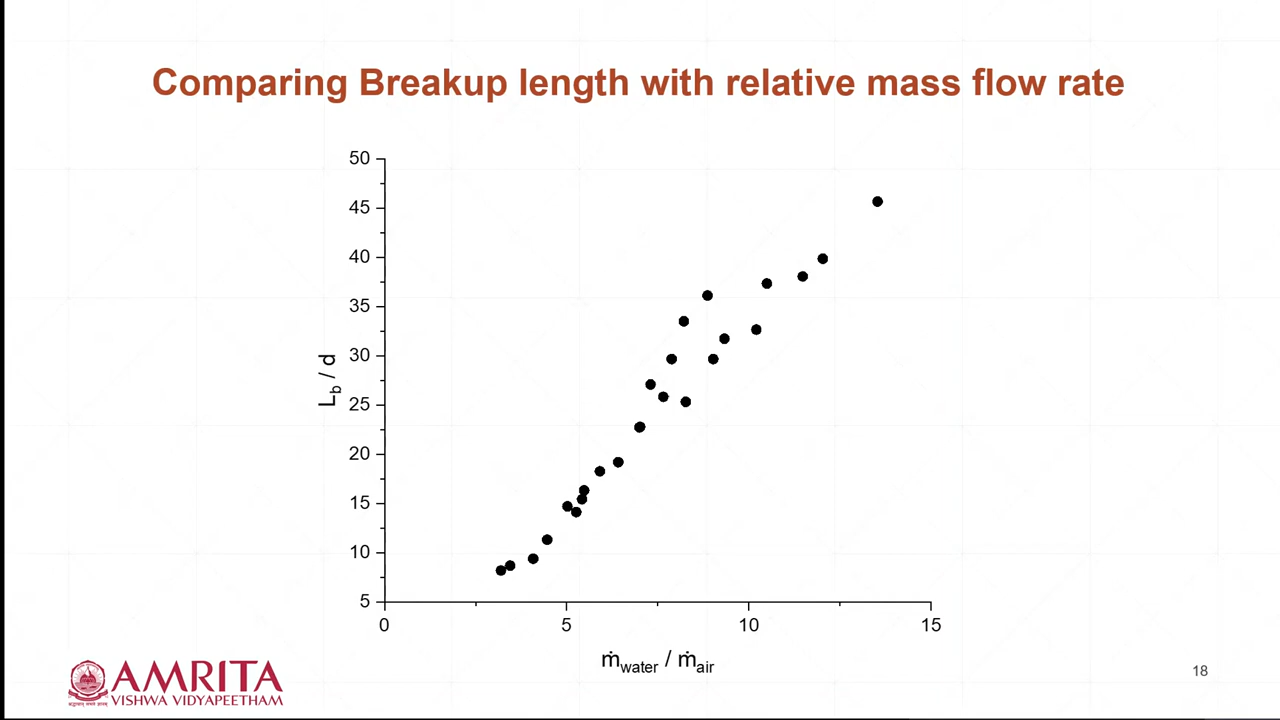 Comparing Breakup length with relative mass flow rate
50
45
40
35
30
25
20
15
10
5
L_b / d
0 5 10 15
ṁ_water / ṁ_air
AMRITA
VISHWA VIDYAPEETHAM
18